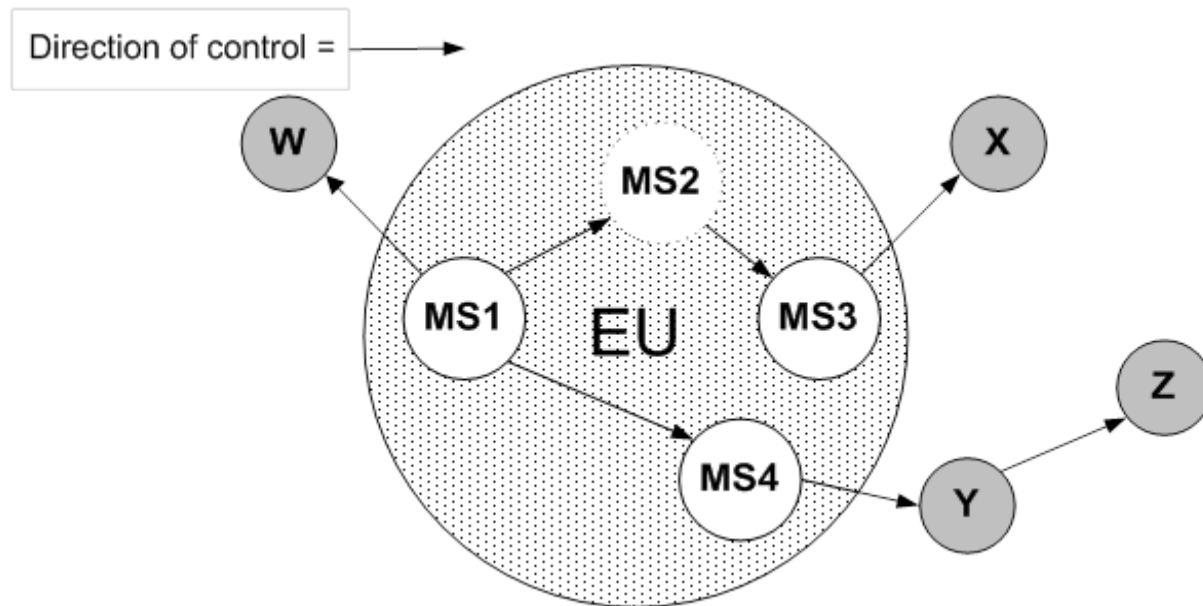 Direction of control =
W
X
MS2
MS1
MS3
EU
Z
MS4
Y